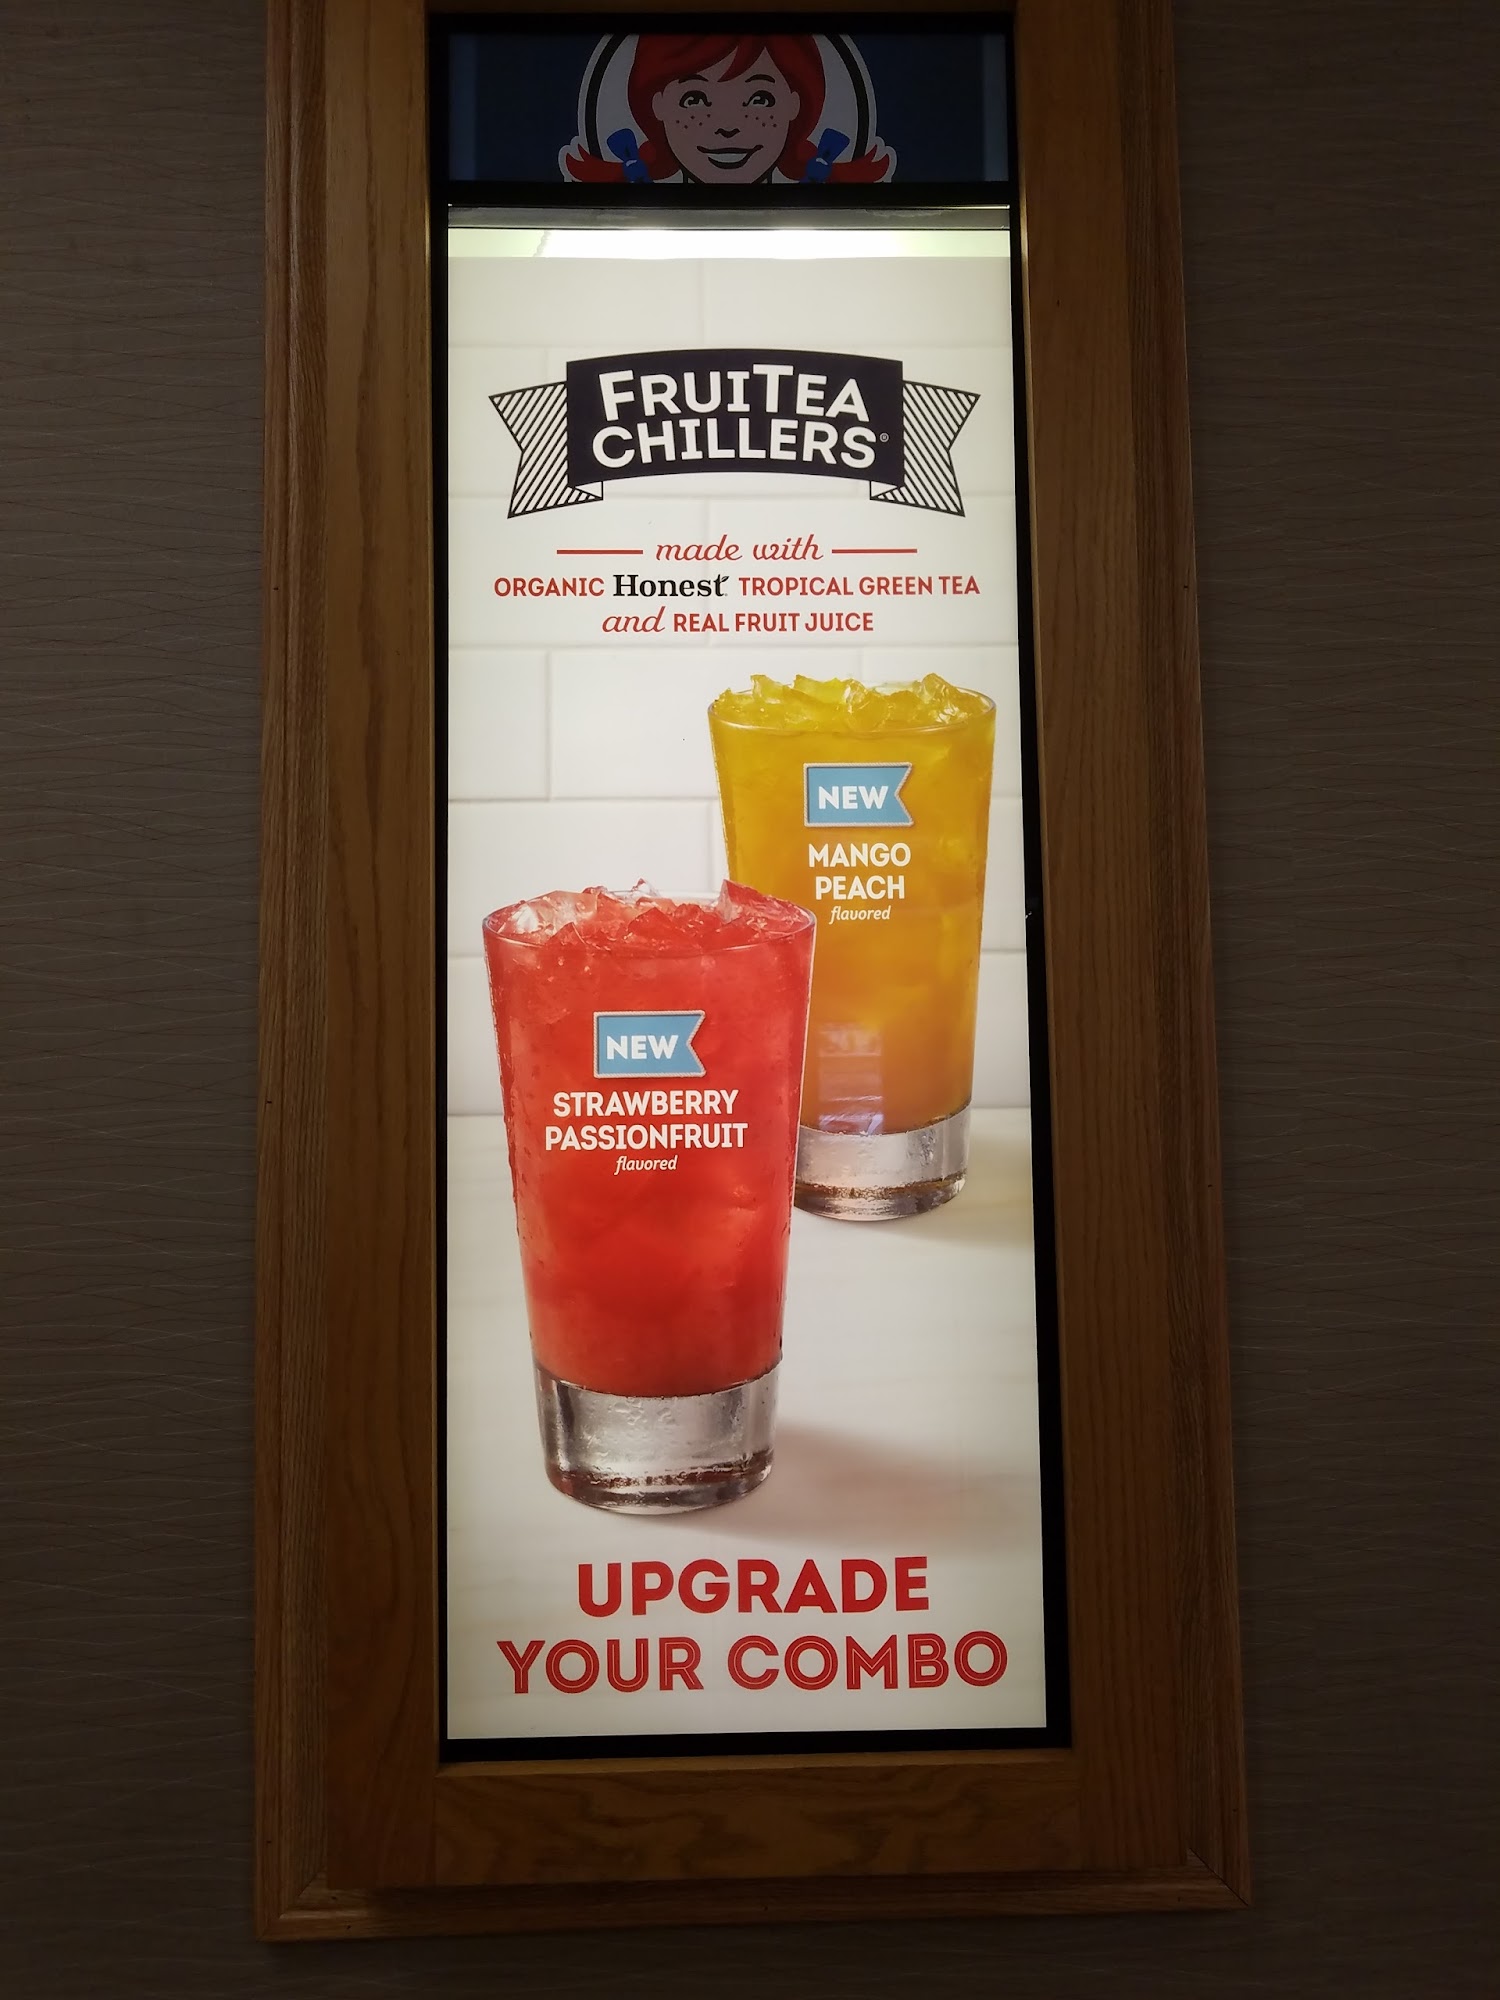 FRUITEA
CHILLERS®
made with
ORGANIC Honest TROPICAL GREEN TEA
and REAL FRUIT JUICE
NEW
MANGO
PEACH
flavored
NEW
STRAWBERRY
PASSIONFRUIT
flavored
UPGRADE
YOUR COMBO